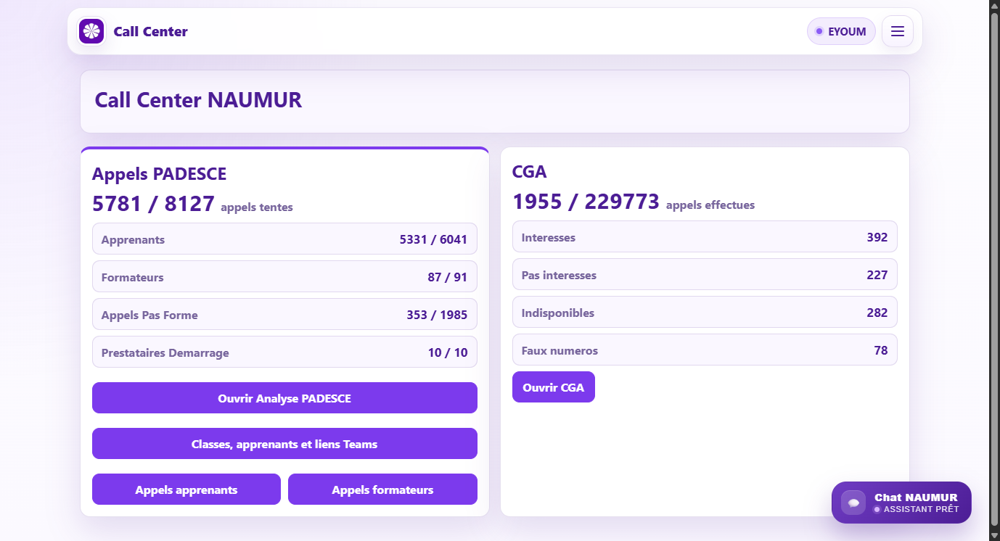 Call Center
EYOUM
Call Center NAUMUR
Appels PADESCE
5781 / 8127 appels tentes
Apprenants 5331 / 6041
Formateurs 87 / 91
Appels Pas Forme 353 / 1985
Prestataires Demarrage 10 / 10
Ouvrir Analyse PADESCE
Classes, apprenants et liens Teams
Appels apprenants
Appels formateurs
CGA
1955 / 229773 appels effectues
Interesses 392
Pas interesses 227
Indisponibles 282
Faux numeros 78
Ouvrir CGA
Chat NAUMUR
ASSISTANT PRÊT